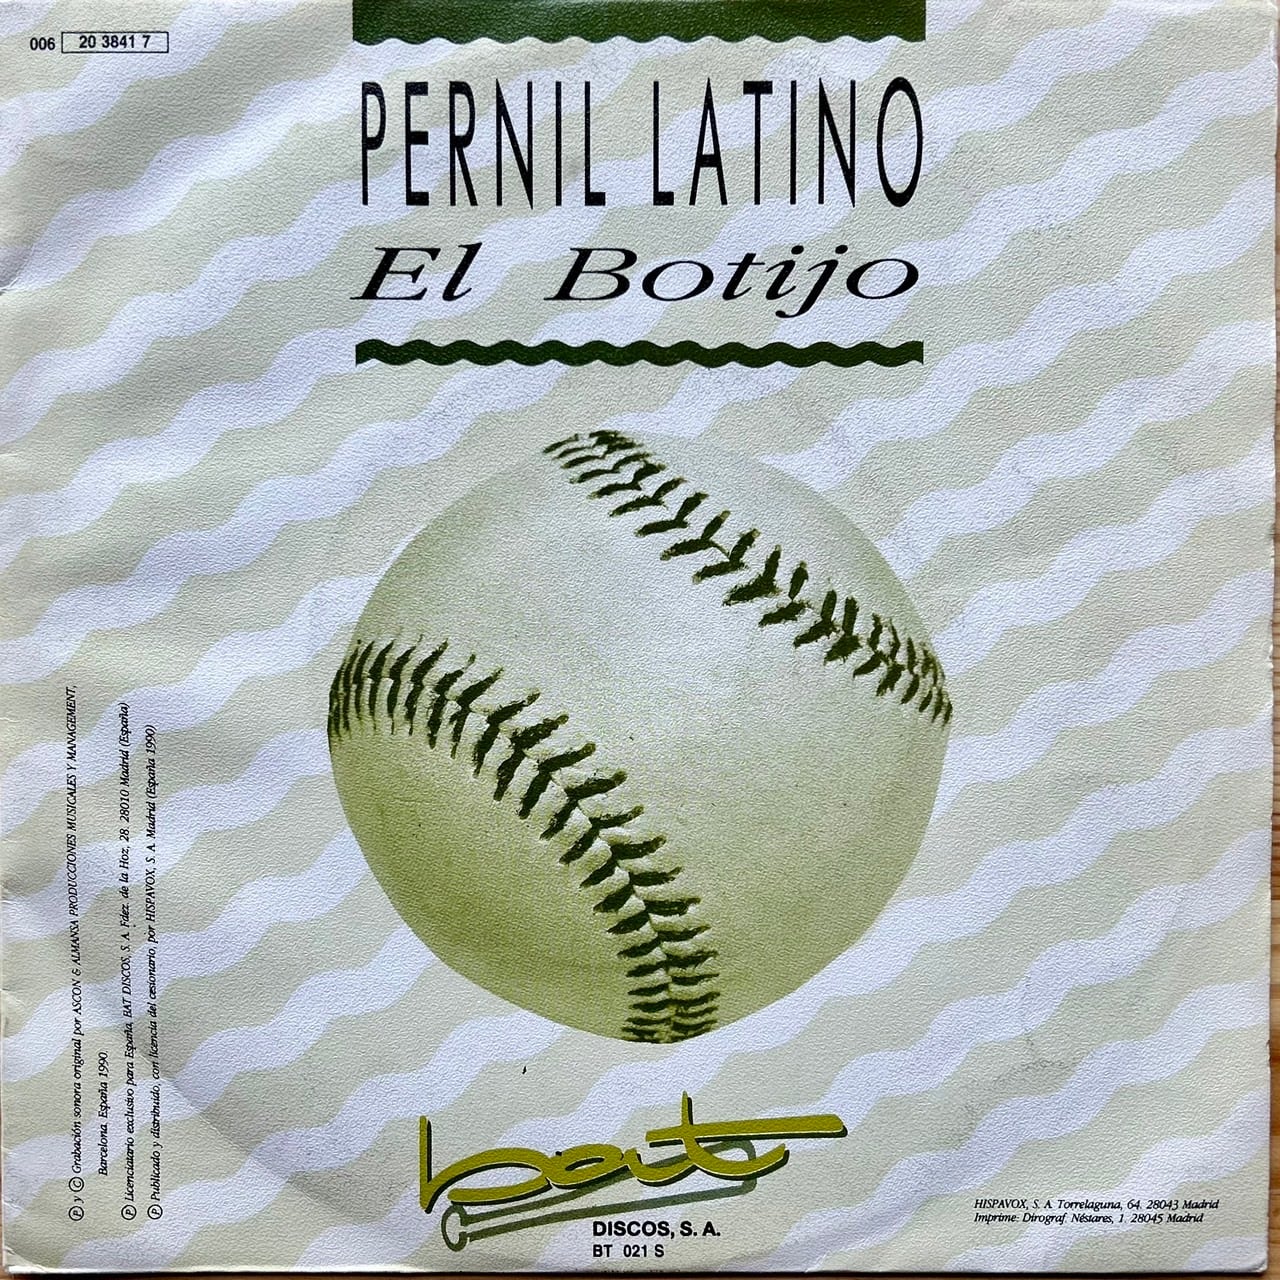 006 20 3841 7
PERNIL LATINO
El Botijo
Ⓟ y Ⓒ Grabación sonora original por ASCON & ALMANSA PRODUCCIONES MUSICALES Y MANAGEMENT,
Barcelona. España 1990.
Ⓟ Licenciatario exclusivo para España, BAT DISCOS, S. A. Fdez. de la Hoz, 28. 28010 Madrid (España)
Ⓟ Publicado y distribuido, con licencia del cesionario, por HISPAVOX, S. A. Madrid (España 1990)
bat
DISCOS, S. A.
BT 021 S
HISPAVOX, S. A. Torrelaguna, 64. 28043 Madrid
Imprime: Dirograf. Néstares, 1. 28045 Madrid